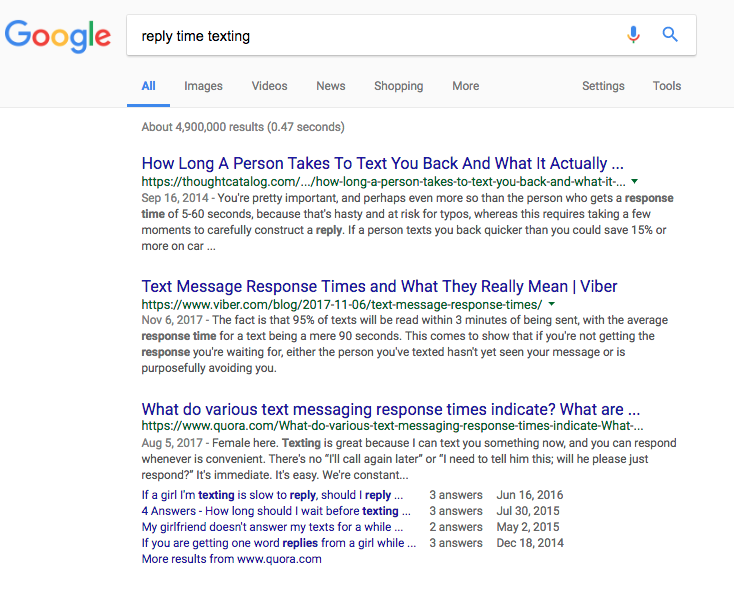 Google
reply time texting
All Images Videos News Shopping More Settings Tools
About 4,900,000 results (0.47 seconds)
How Long A Person Takes To Text You Back And What It Actually ...
https://thoughtcatalog.com/.../how-long-a-person-takes-to-text-you-back-and-what-it-...
Sep 16, 2014 - You're pretty important, and perhaps even more so than the person who gets a response
time of 5-60 seconds, because that's hasty and at risk for typos, whereas this requires taking a few
moments to carefully construct a reply. If a person texts you back quicker than you could save 15% or
more on car ...
Text Message Response Times and What They Really Mean | Viber
https://www.viber.com/blog/2017-11-06/text-message-response-times/
Nov 6, 2017 - The fact is that 95% of texts will be read within 3 minutes of being sent, with the average
response time for a text being a mere 90 seconds. This comes to show that if you're not getting the
response you're waiting for, either the person you've texted hasn't yet seen your message or is
purposefully avoiding you.
What do various text messaging response times indicate? What are ...
https://www.quora.com/What-do-various-text-messaging-response-times-indicate-What-...
Aug 5, 2017 - Female here. Texting is great because I can text you something now, and you can respond
whenever is convenient. There's no “I'll call again later” or “I need to tell him this; will he please just
respond?” It's immediate. It's easy. We're constant...
If a girl I'm texting is slow to reply, should I reply ... 3 answers Jun 16, 2016
4 Answers - How long should I wait before texting ... 3 answers Jul 30, 2015
My girlfriend doesn't answer my texts for a while ... 2 answers May 2, 2015
If you are getting one word replies from a girl while ... 3 answers Dec 18, 2014
More results from www.quora.com